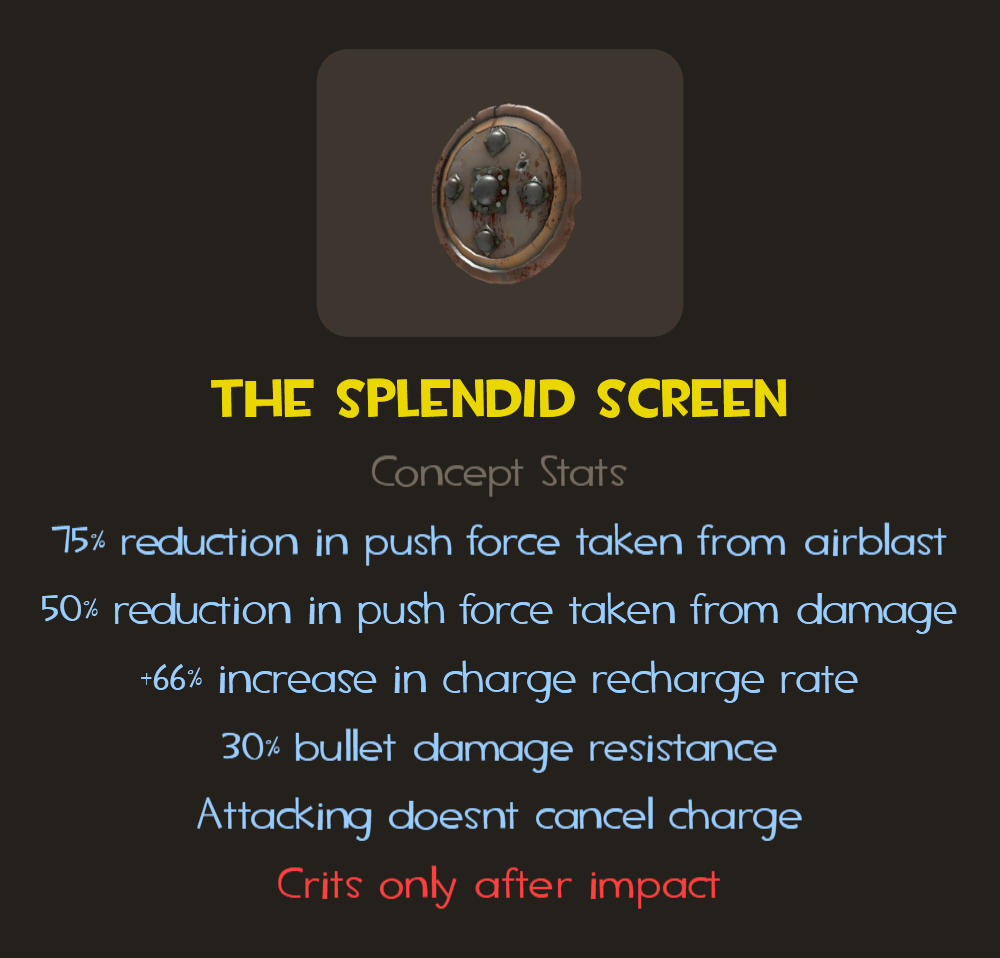 THE SPLENDID SCREEN
Concept Stats
75% reduction in push force taken from airblast
50% reduction in push force taken from damage
+66% increase in charge recharge rate
30% bullet damage resistance
Attacking doesnt cancel charge
Crits only after impact